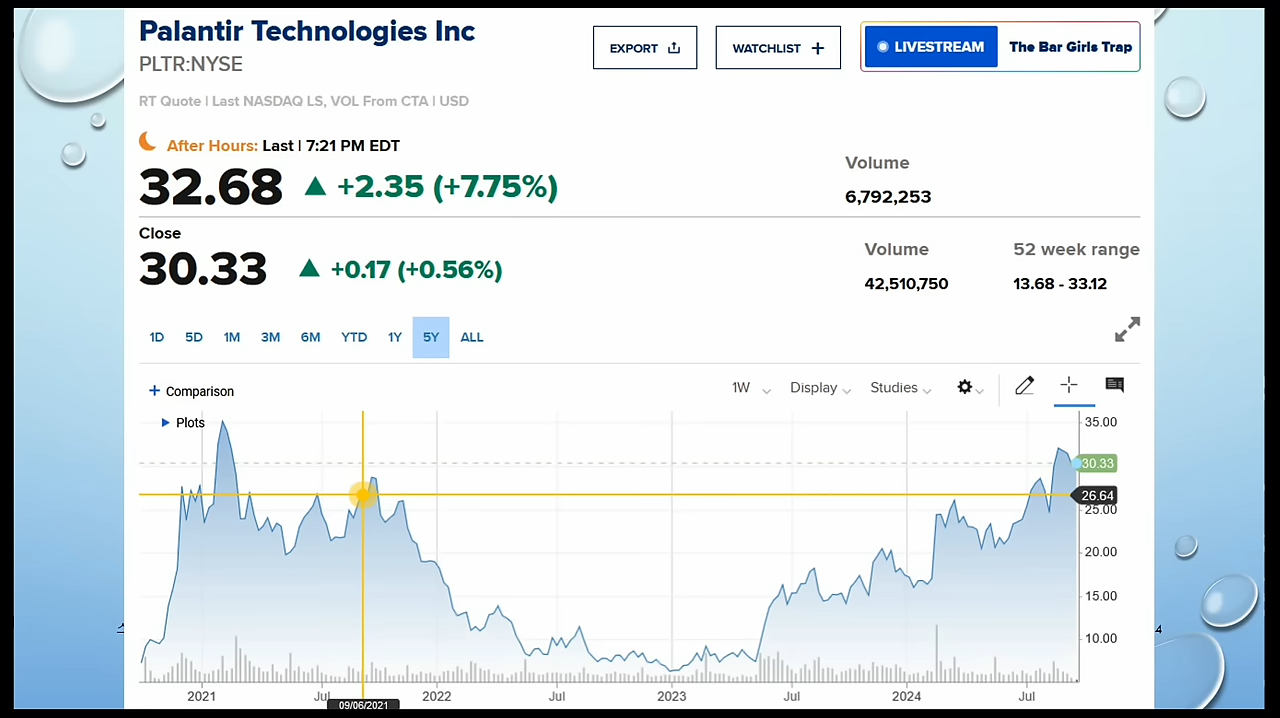 Palantir Technologies Inc
PLTR:NYSE
EXPORT
WATCHLIST
LIVESTREAM
The Bar Girls Trap
RT Quote | Last NASDAQ LS, VOL From CTA | USD
After Hours: Last | 7:21 PM EDT
32.68 +2.35 (+7.75%)
Volume
6,792,253
Close
30.33 +0.17 (+0.56%)
Volume
42,510,750
52 week range
13.68 - 33.12
1D 5D 1M 3M 6M YTD 1Y 5Y ALL
+ Comparison
1W Display Studies
Plots
35.00
30.33
26.64
25.00
20.00
15.00
10.00
2021 Jul 2022 Jul 2023 Jul 2024 Jul
09/06/2021